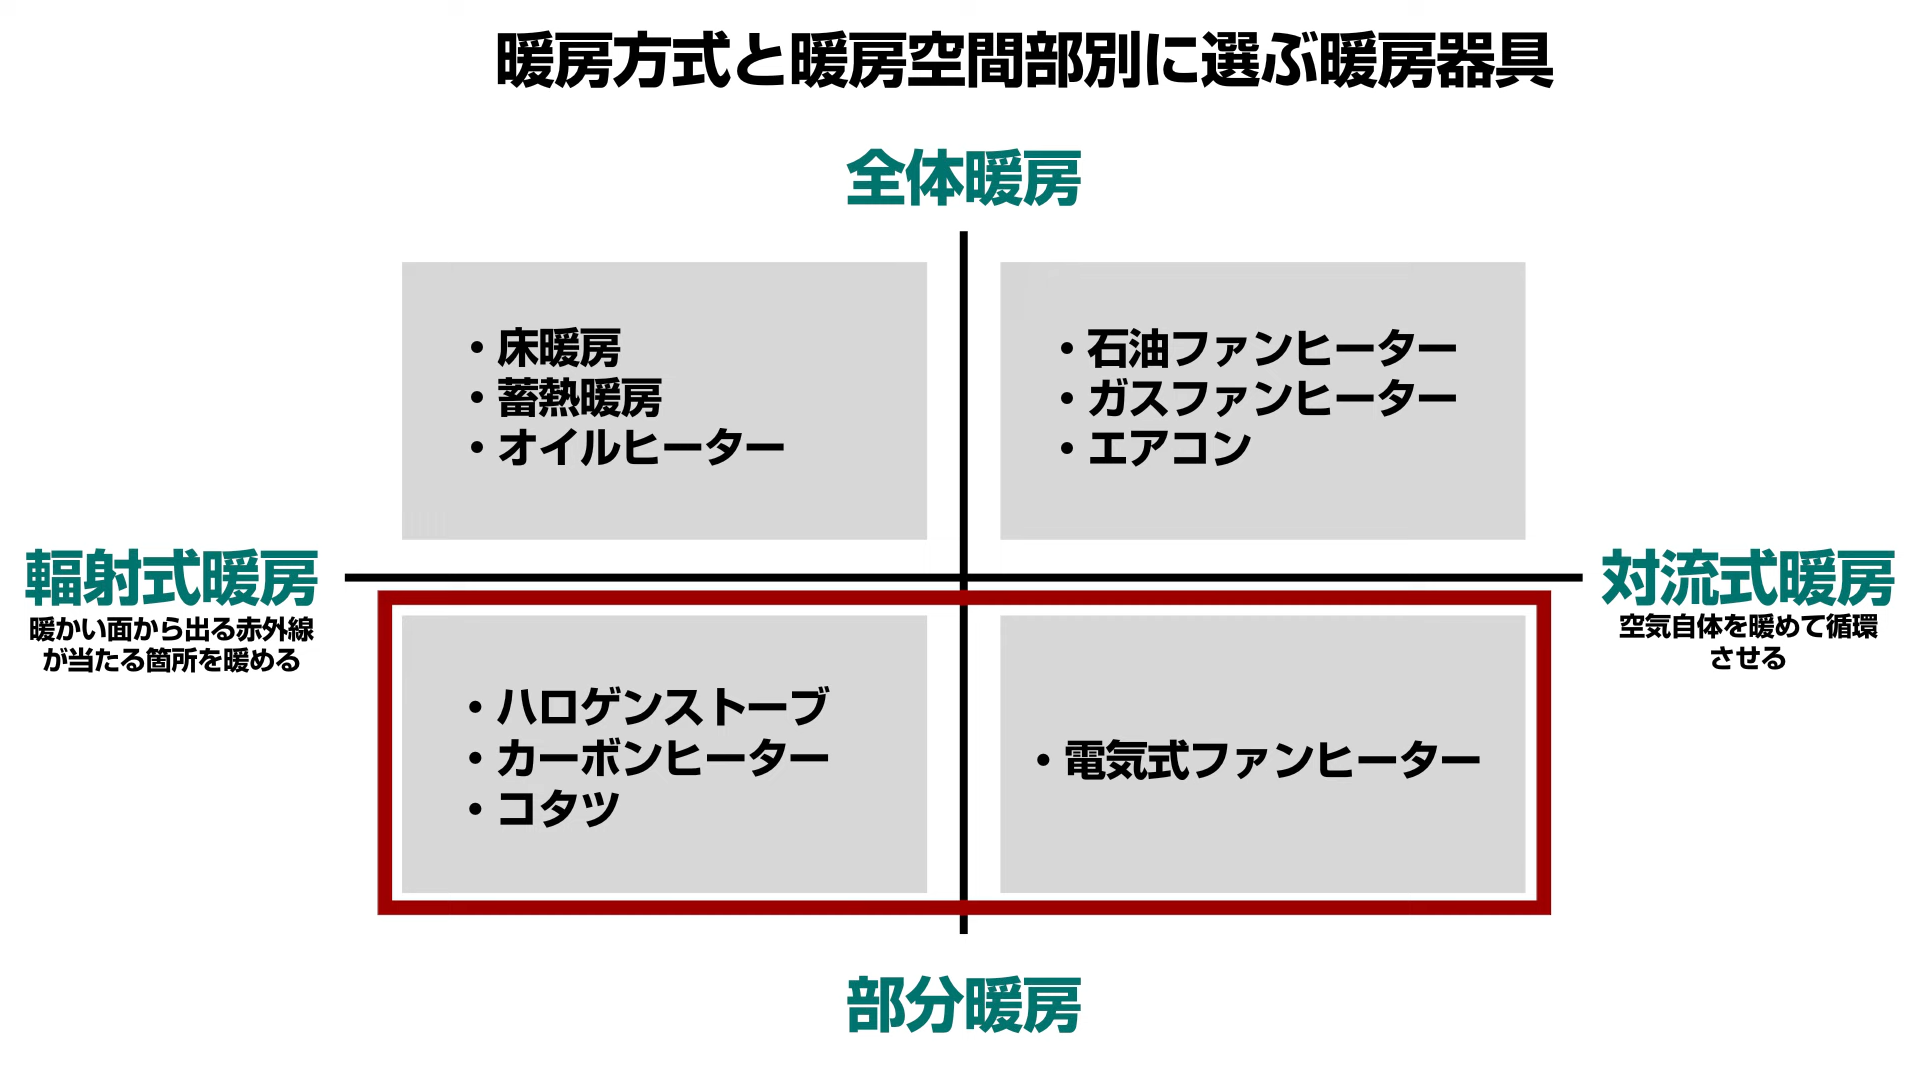 暖房方式と暖房空間部別に選ぶ暖房器具
全体暖房
・床暖房
・蓄熱暖房
・オイルヒーター
・石油ファンヒーター
・ガスファンヒーター
・エアコン
輻射式暖房
暖かい面から出る赤外線
が当たる箇所を暖める
対流式暖房
空気自体を暖めて循環
させる
・ハロゲンストーブ
・カーボンヒーター
・コタツ
・電気式ファンヒーター
部分暖房